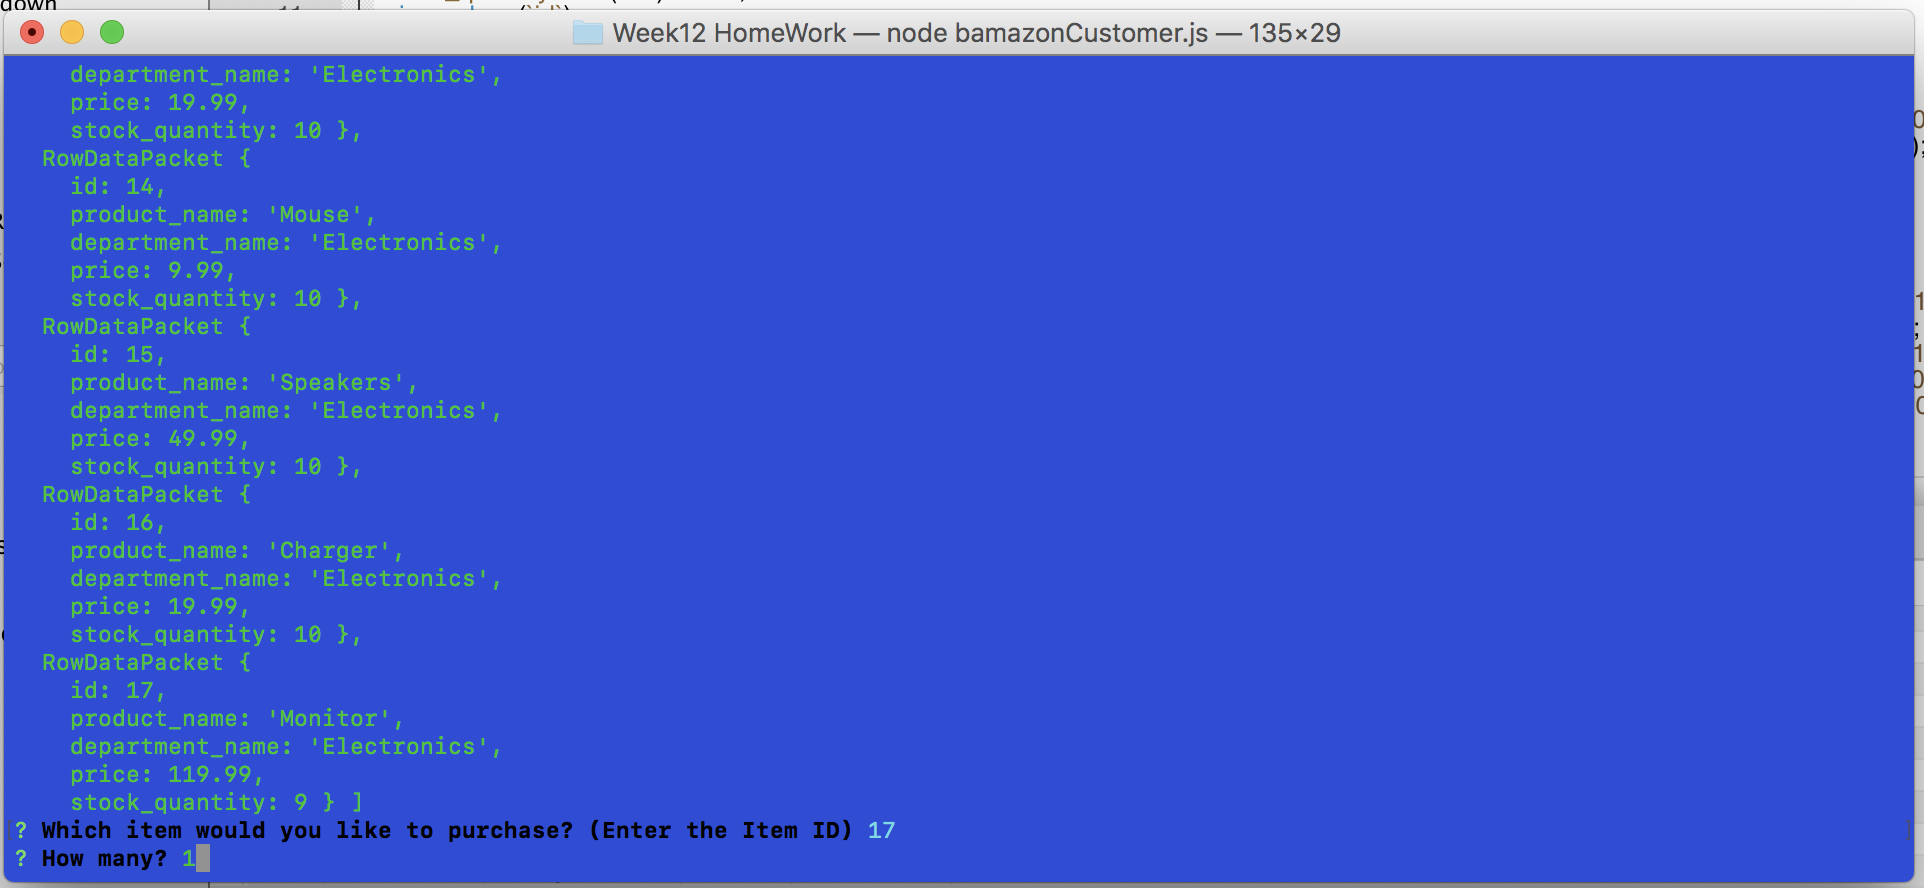 down
Week12 HomeWork — node bamazonCustomer.js — 135×29
department_name: 'Electronics',
price: 19.99,
stock_quantity: 10 },
RowDataPacket {
id: 14,
product_name: 'Mouse',
department_name: 'Electronics',
price: 9.99,
stock_quantity: 10 },
RowDataPacket {
id: 15,
product_name: 'Speakers',
department_name: 'Electronics',
price: 49.99,
stock_quantity: 10 },
RowDataPacket {
id: 16,
product_name: 'Charger',
department_name: 'Electronics',
price: 19.99,
stock_quantity: 10 },
RowDataPacket {
id: 17,
product_name: 'Monitor',
department_name: 'Electronics',
price: 119.99,
stock_quantity: 9 } ]
? Which item would you like to purchase? (Enter the Item ID) 17
? How many? 1